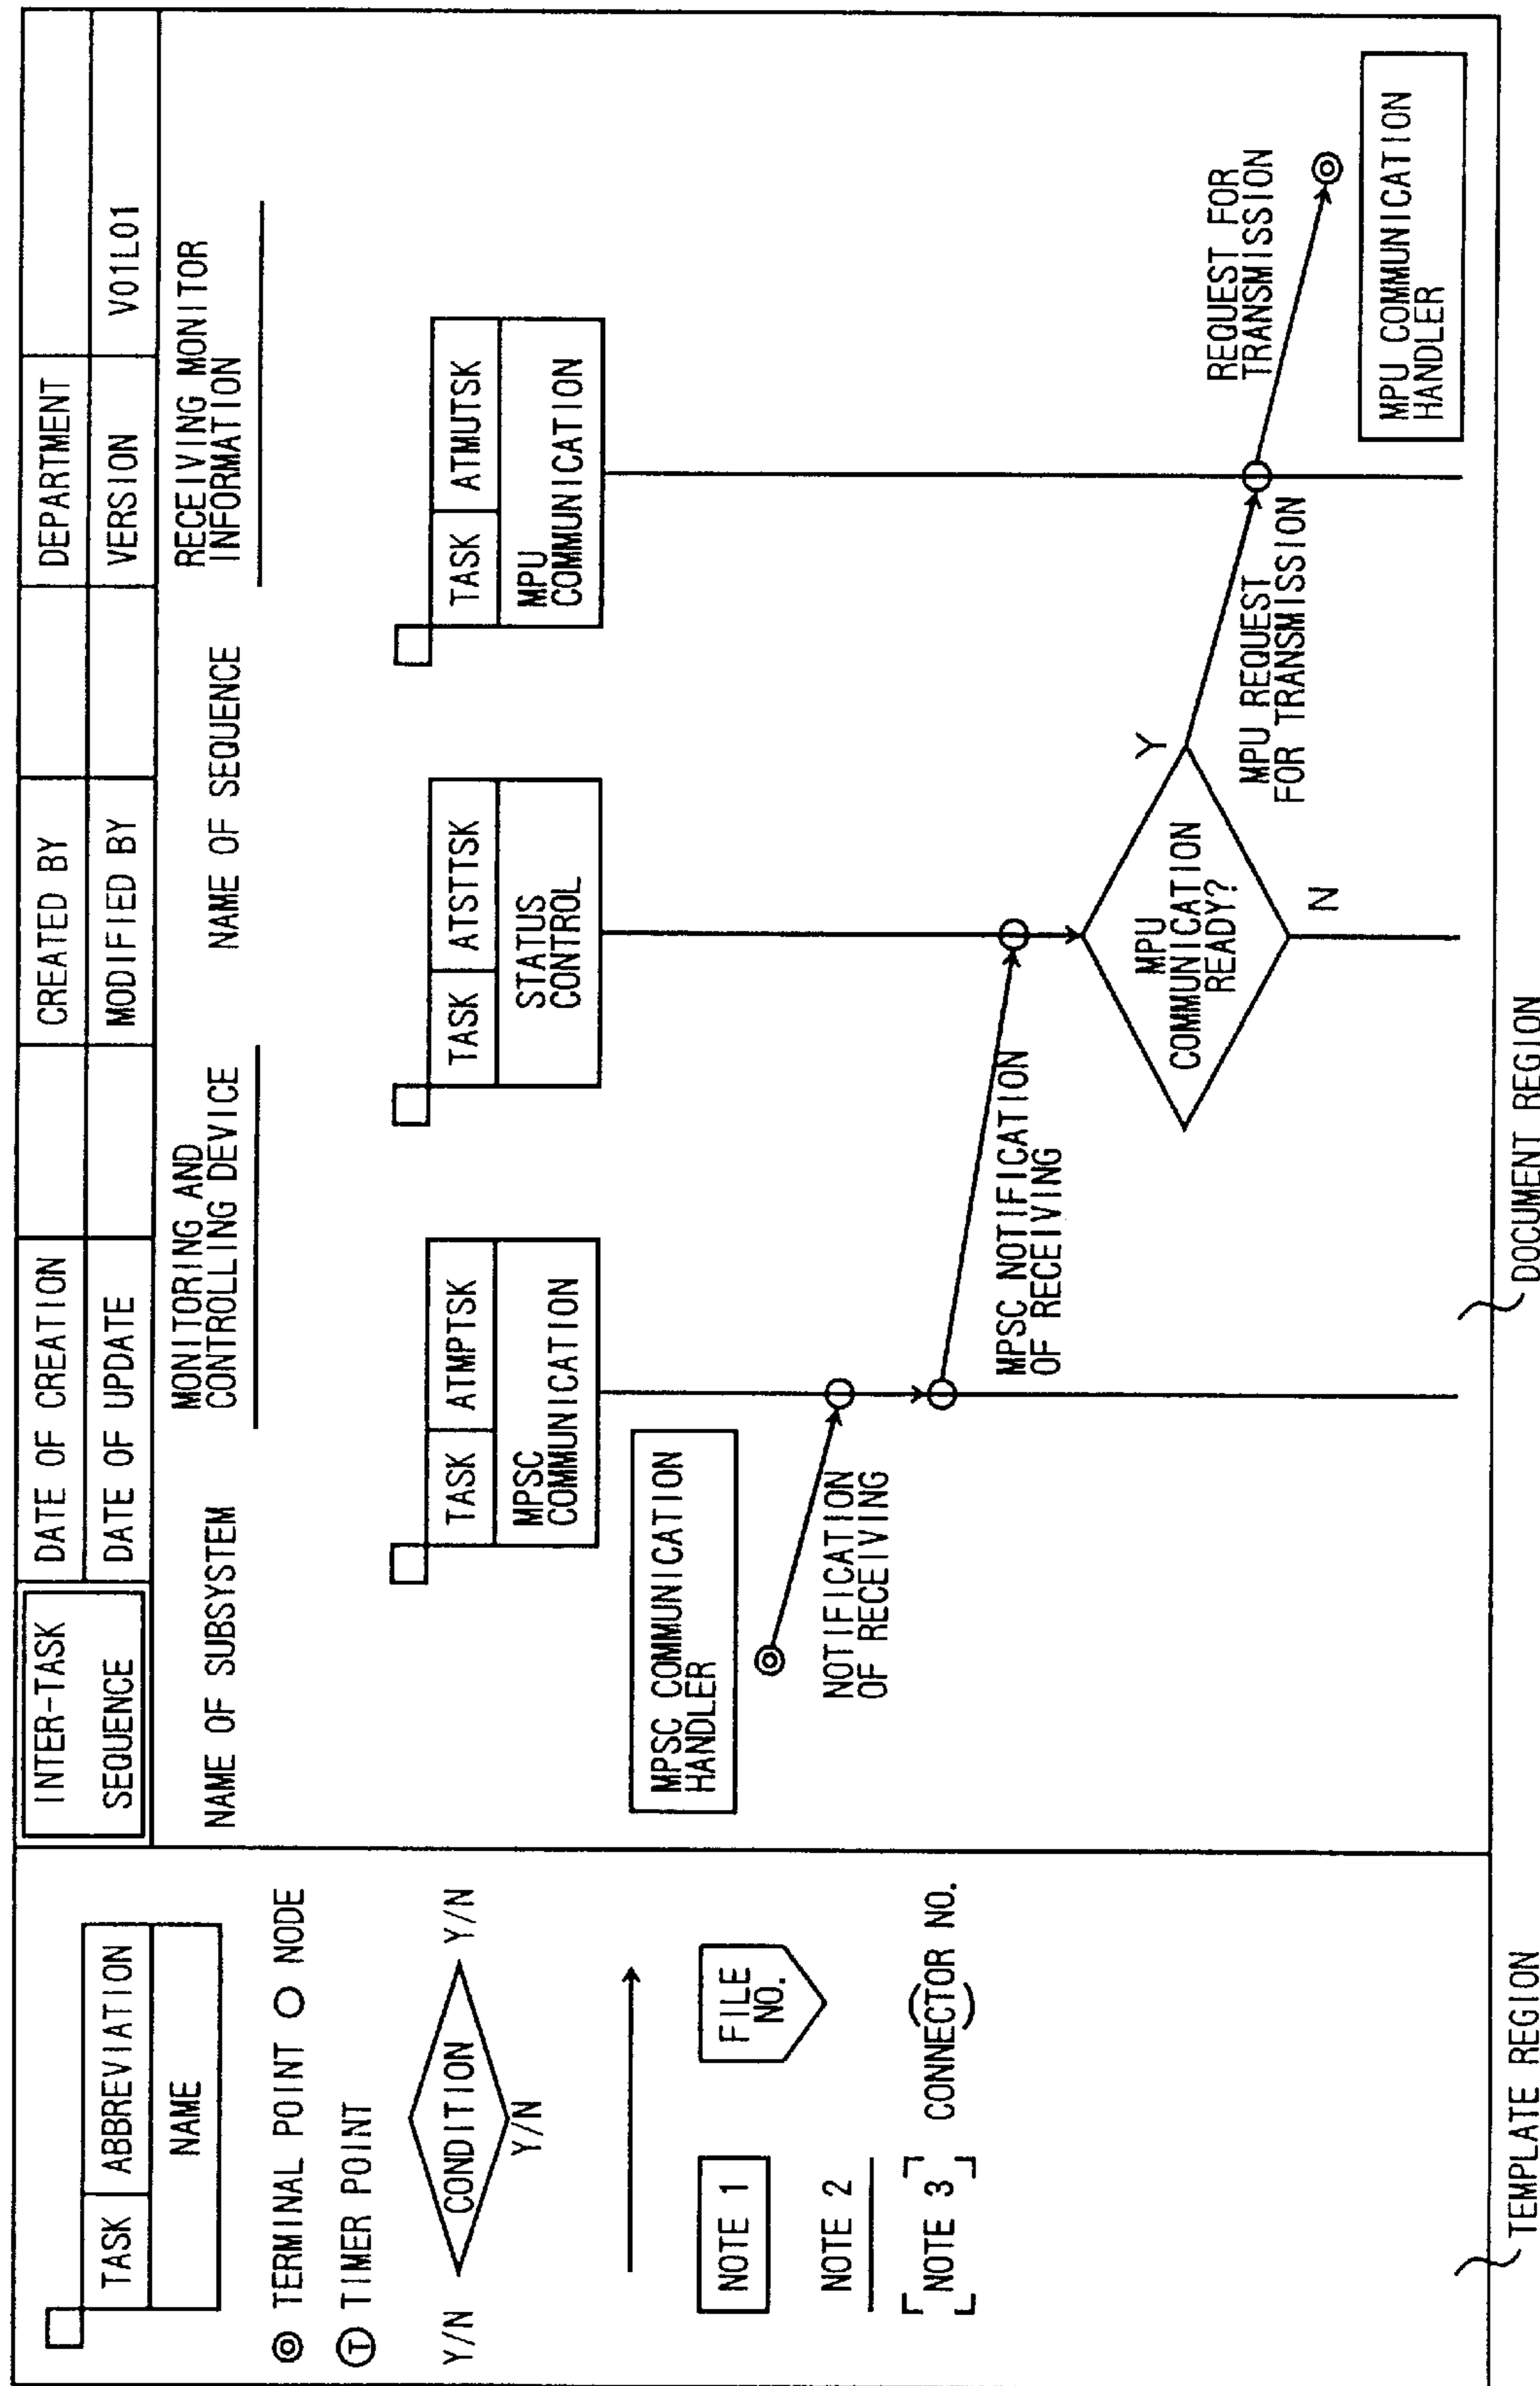 TASK ABBREVIATION
NAME
TERMINAL POINT NODE
T TIMER POINT
Y/N CONDITION Y/N
Y/N
NOTE 1
FILE
NO.
NOTE 2
NOTE 3
CONNECTOR NO.
TEMPLATE REGION
INTER-TASK
SEQUENCE
DATE OF CREATION
CREATED BY
DEPARTMENT
DATE OF UPDATE
MODIFIED BY
VERSION
V01L01
NAME OF SUBSYSTEM
MONITORING AND
CONTROLLING DEVICE
NAME OF SEQUENCE
RECEIVING MONITOR
INFORMATION
TASK ATMPTSK
MPSC
COMMUNICATION
TASK ATSTTSK
STATUS
CONTROL
TASK ATMUTSK
MPU
COMMUNICATION
MPSC COMMUNICATION
HANDLER
NOTIFICATION
OF RECEIVING
MPSC NOTIFICATION
OF RECEIVING
MPU
COMMUNICATION
READY?
Y
N
MPU REQUEST
FOR TRANSMISSION
REQUEST FOR
TRANSMISSION
MPU COMMUNICATION
HANDLER
DOCUMENT REGION